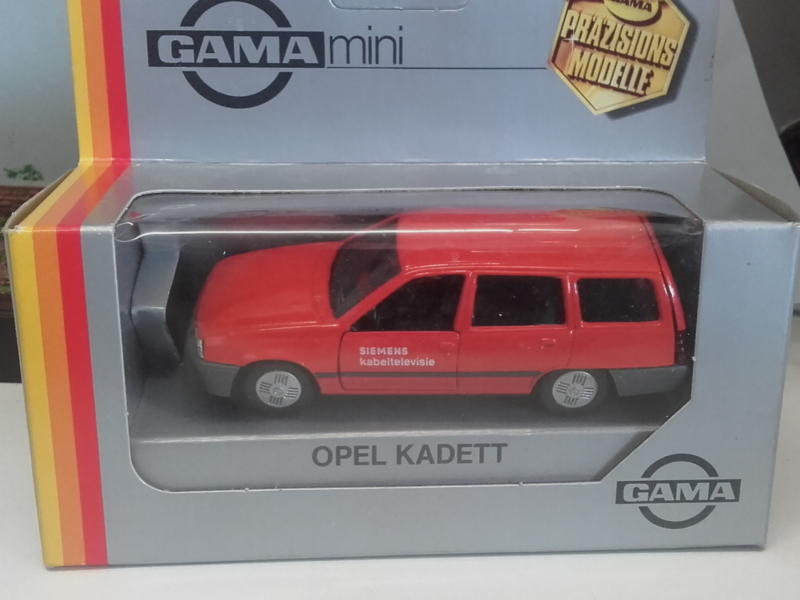 GAMA mini
GAMA
PRÄZISIONS
MODELLE
SIEMENS
kabeltelevisie
OPEL KADETT
GAMA